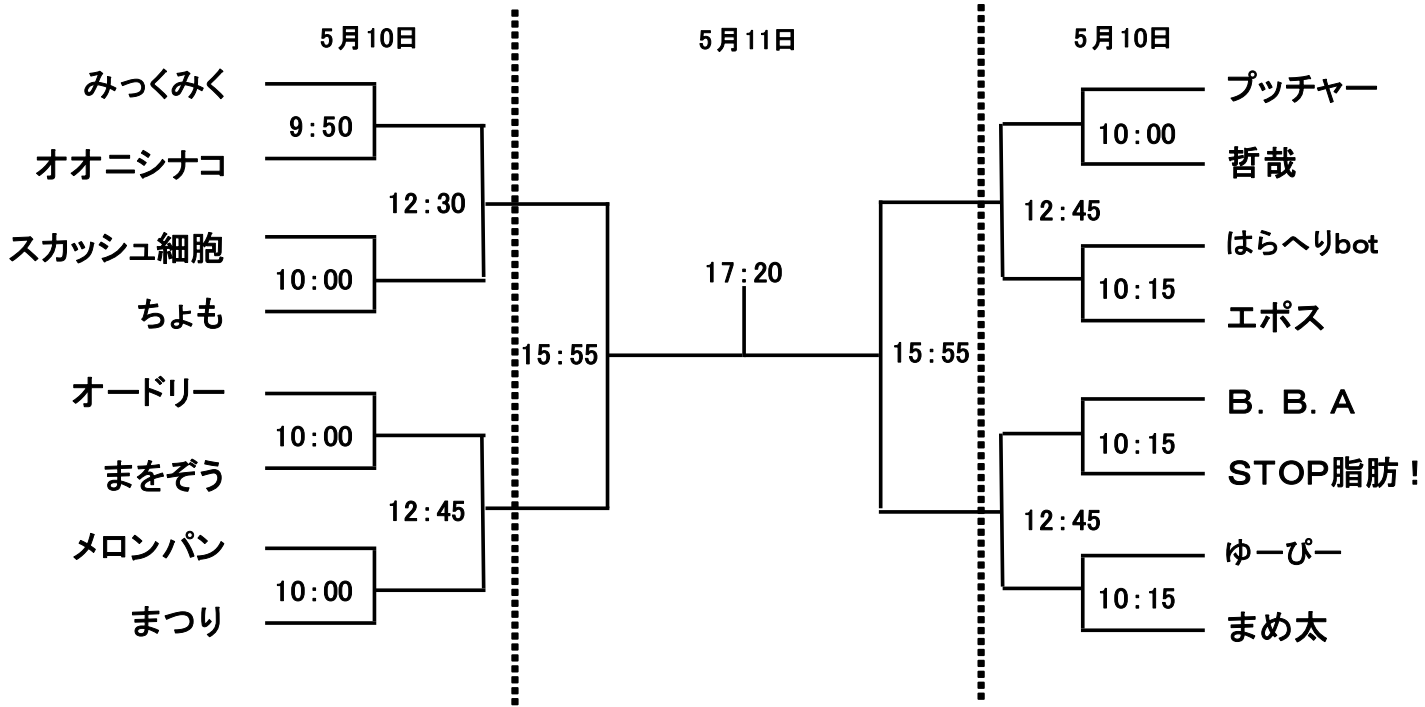 5月10日
5月11日
5月10日
みっくみく
9:50
オオニシナコ
12:30
スカッシュ細胞
10:00
ちょも
オードリー
10:00
まをぞう
12:45
メロンパン
10:00
まつり
15:55
17:20
15:55
プッチャー
10:00
哲哉
12:45
はらへりbot
10:15
エポス
B.B.A
10:15
STOP脂肪!
12:45
ゆーぴー
10:15
まめ太